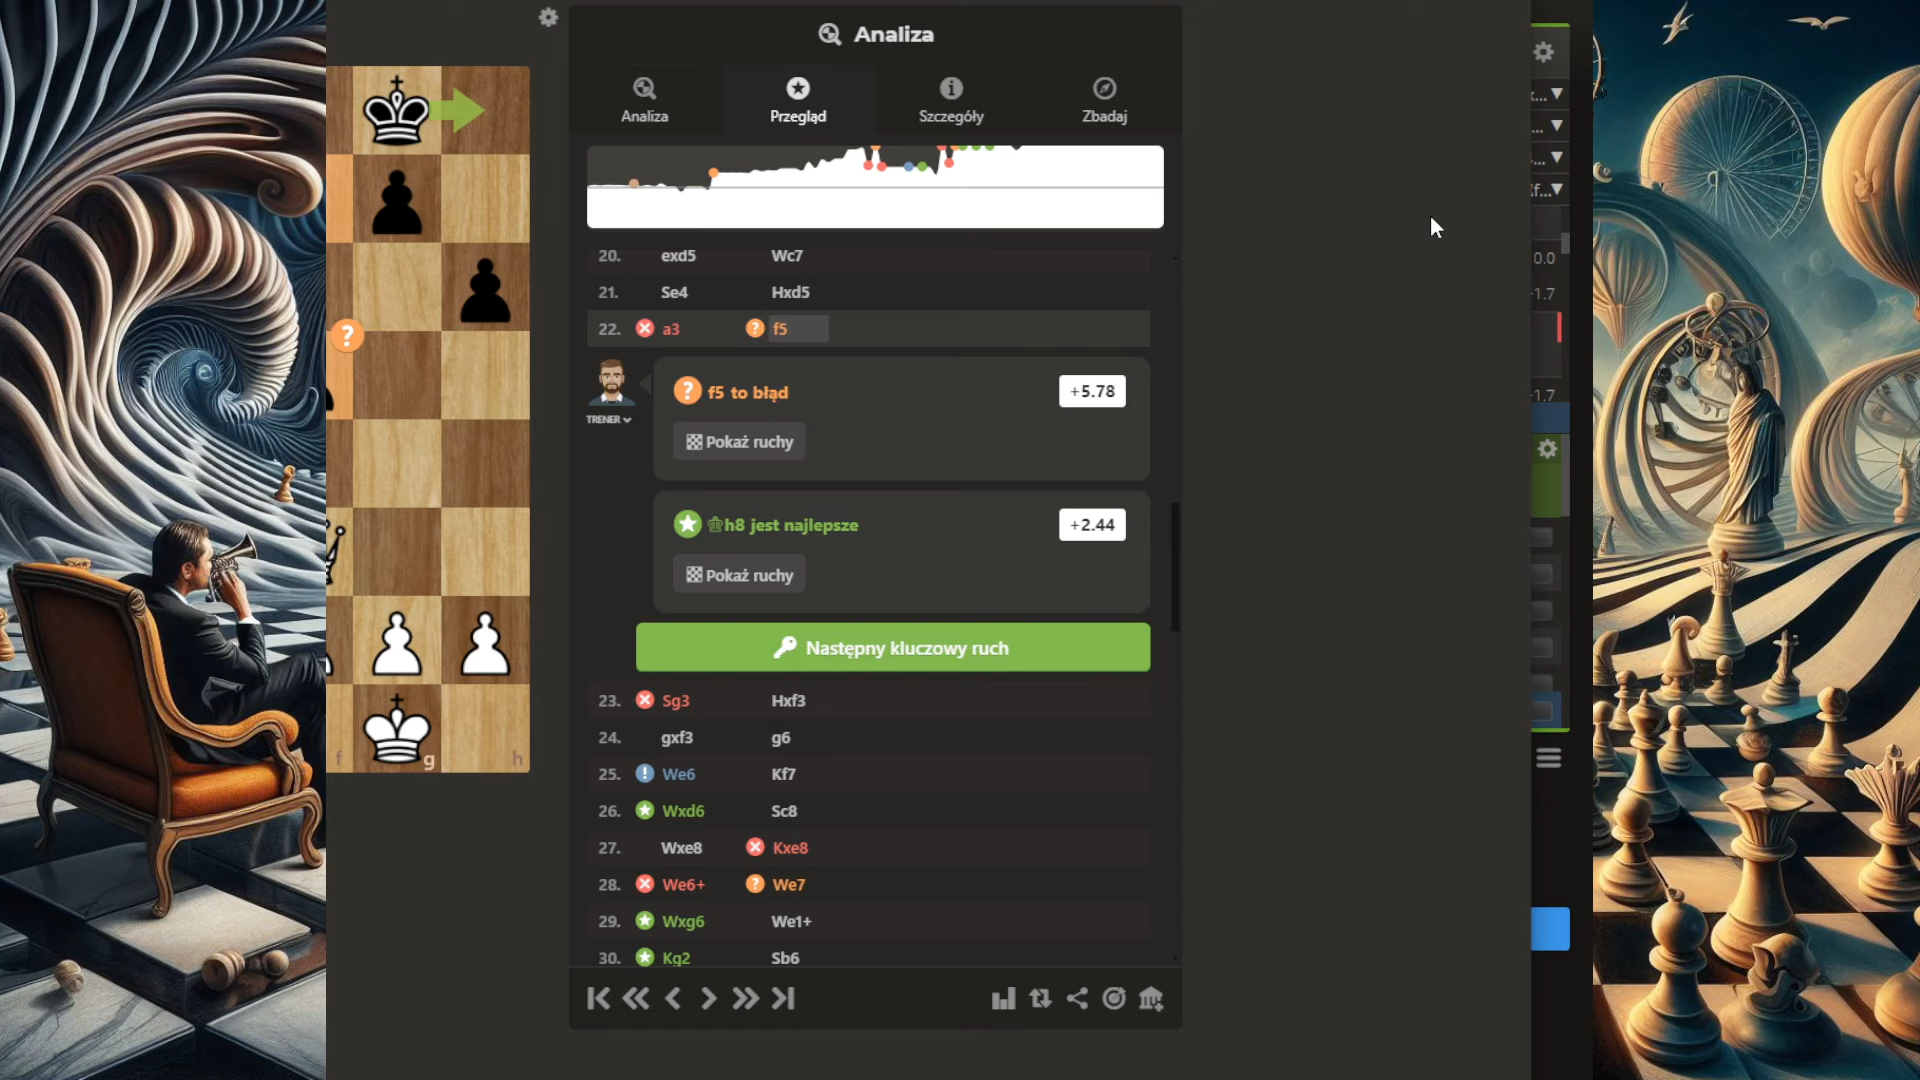 Analiza
Analiza
Przegląd
Szczegóły
Zbadaj
20. exd5 Wc7
21. Se4 Hxd5
22. a3 ? f5
? f5 to błąd +5.78
TRENER
Pokaż ruchy
h8 jest najlepsze +2.44
Pokaż ruchy
Następny kluczowy ruch
23. Sg3 Hxf3
24. gxf3 g6
25. ! We6 Kf7
26. Wxd6 Sc8
27. Wxe8 Kxe8
28. We6+ ? We7
29. Wxg6 We1+
30. Kg2 Sb6
?
f g h
0.0
-1.7
-1.7